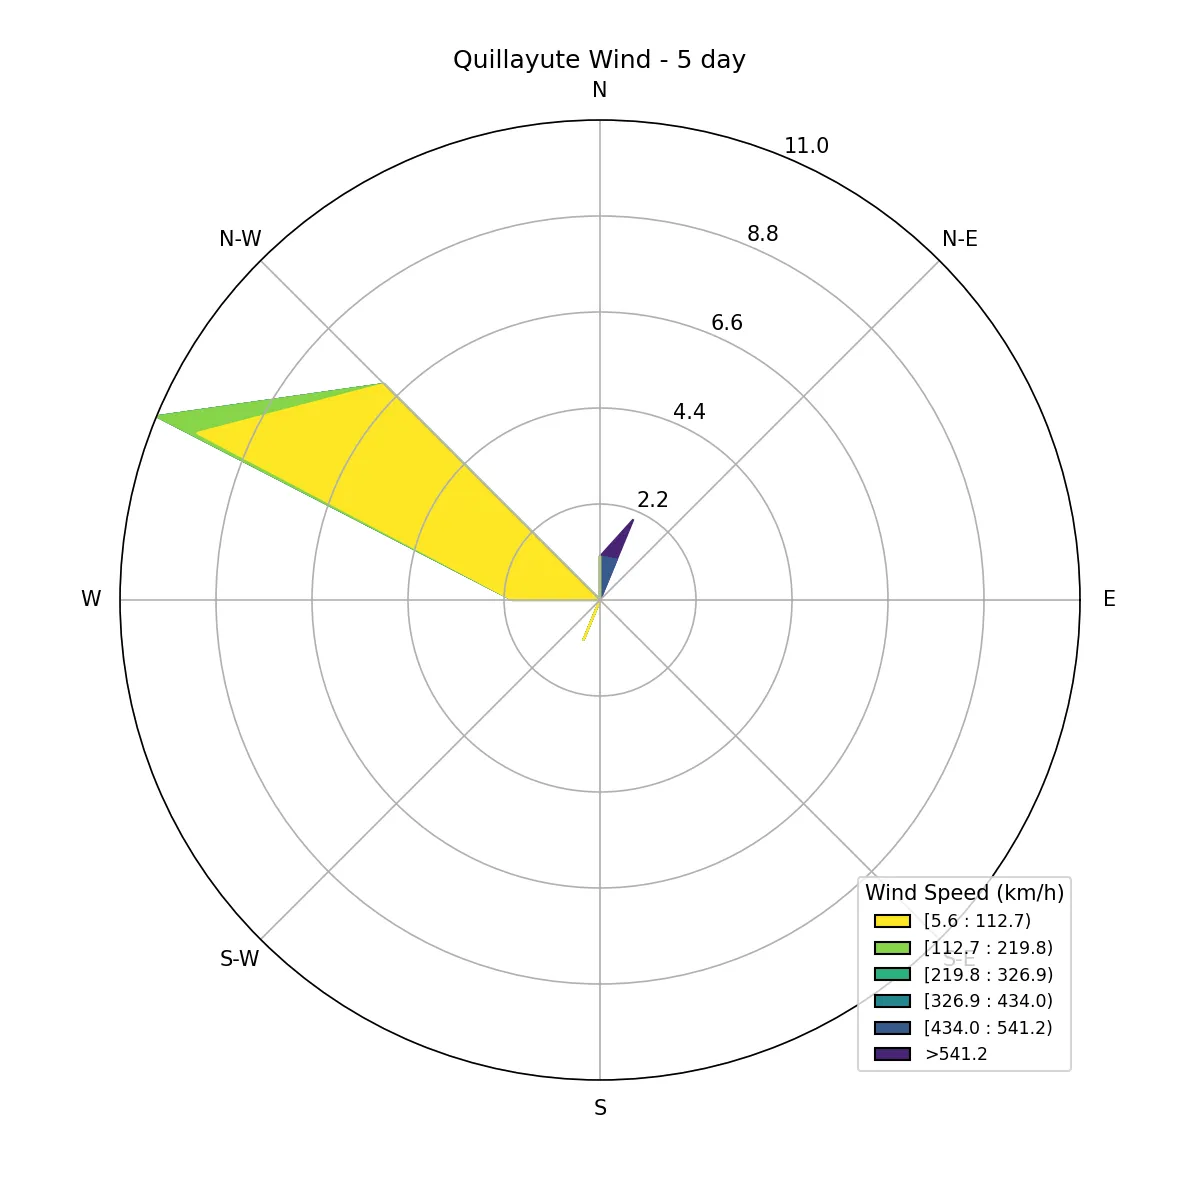 Quillayute Wind - 5 day
N
11.0
N-W
8.8
N-E
6.6
4.4
2.2
W
E
Wind Speed (km/h)
[5.6 : 112.7)
[112.7 : 219.8)
S-W
S-E
[219.8 : 326.9)
[326.9 : 434.0)
[434.0 : 541.2)
>541.2
S